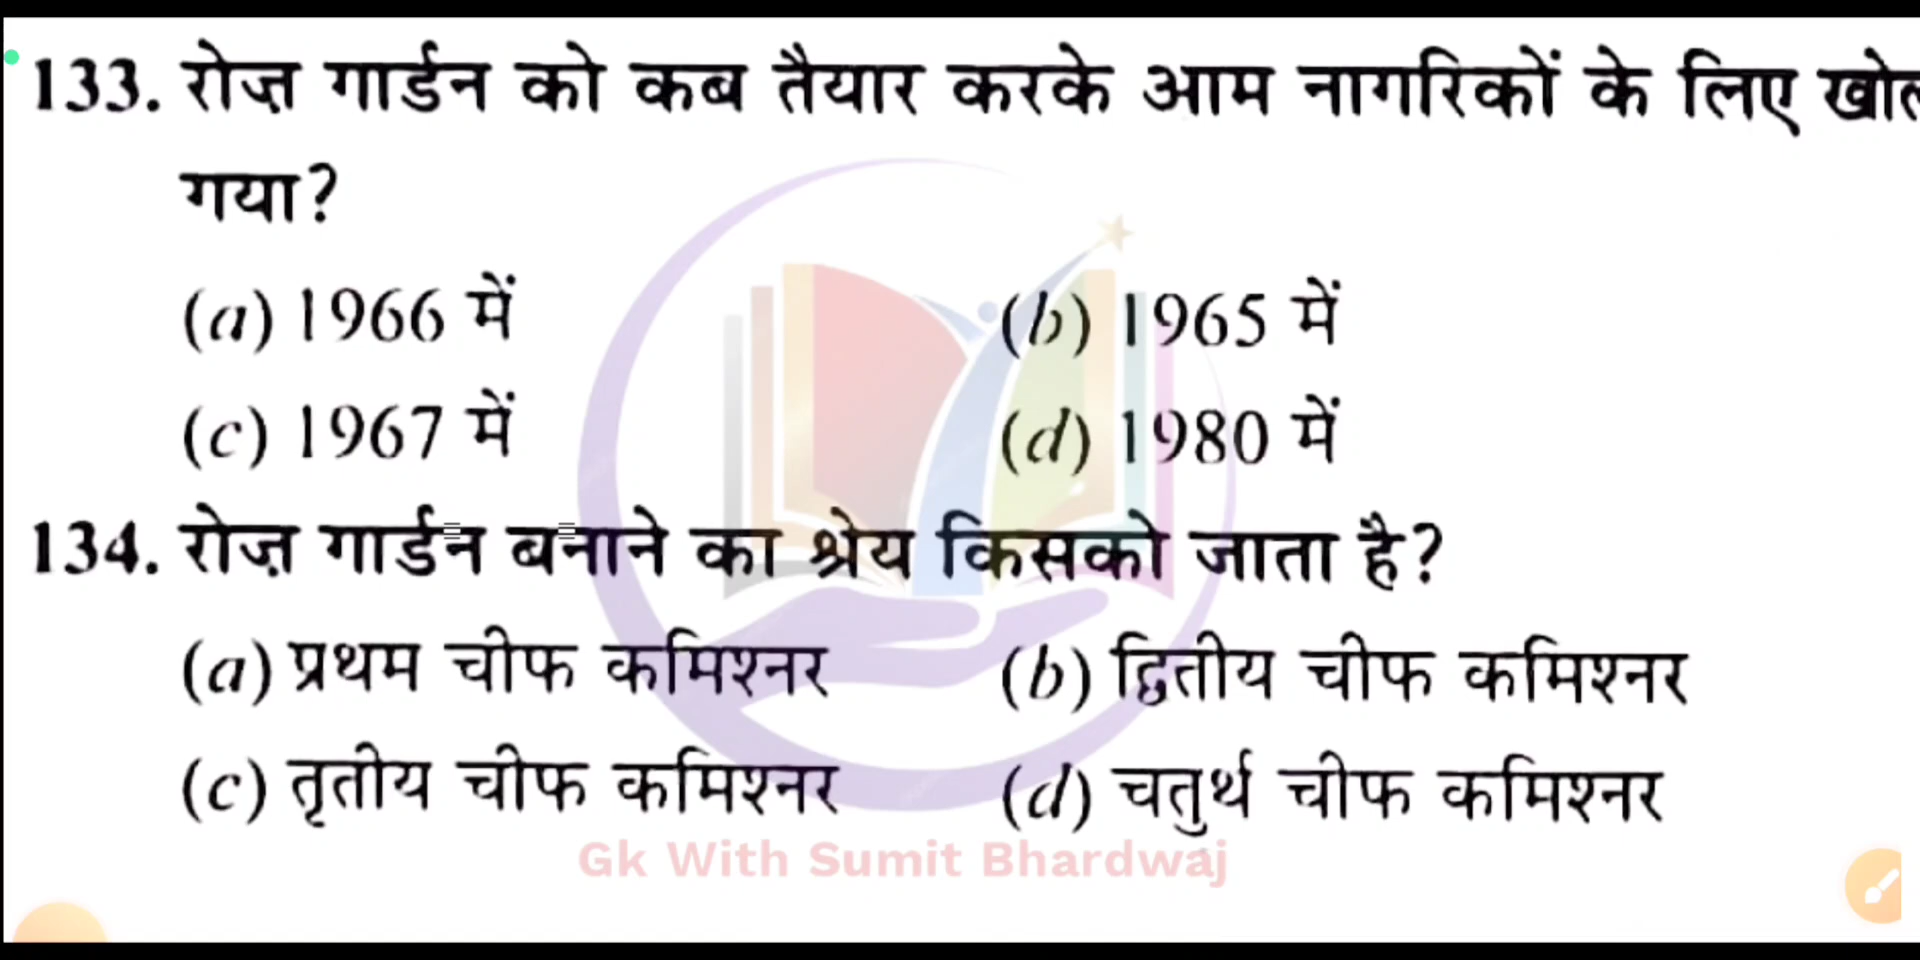 133. रोज़ गार्डन को कब तैयार करके आम नागरिकों के लिए
गया?
(a) 1966 में (b) 1965 में
(c) 1967 में (d) 1980 में
134. रोज़ गार्डन बनाने का श्रेय किसको जाता है?
(a) प्रथम चीफ कमिश्नर (b) द्वितीय चीफ कमिश्नर
(c) तृतीय चीफ कमिश्नर (d) चतुर्थ चीफ कमिश्नर
Gk With Sumit Bhardwaj